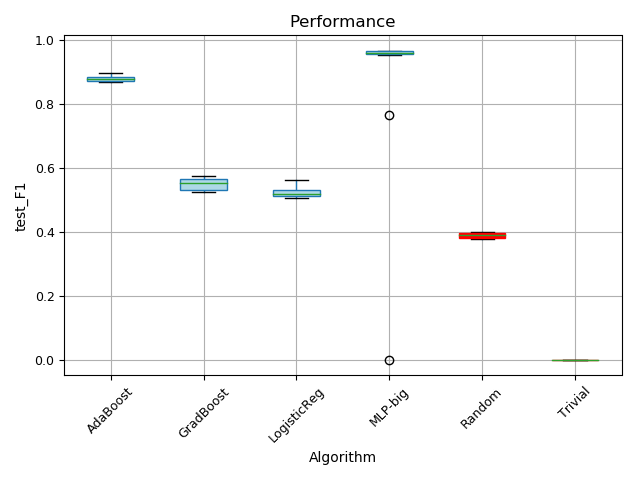 Performance
1.0
0.8
0.6
0.4
0.2
0.0
test_F1
AdaBoost
GradBoost
LogisticReg
MLP-big
Random
Trivial
Algorithm